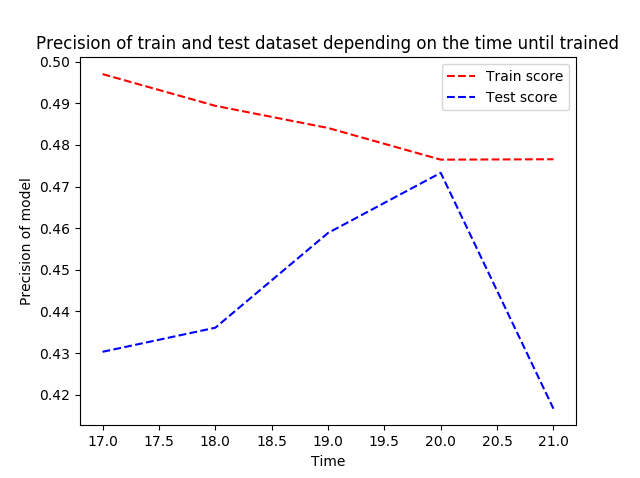 Precision of train and test dataset depending on the time until trained
Train score
Test score
0.50
0.49
0.48
0.47
0.46
0.45
0.44
0.43
0.42
Precision of model
17.0 17.5 18.0 18.5 19.0 19.5 20.0 20.5 21.0
Time